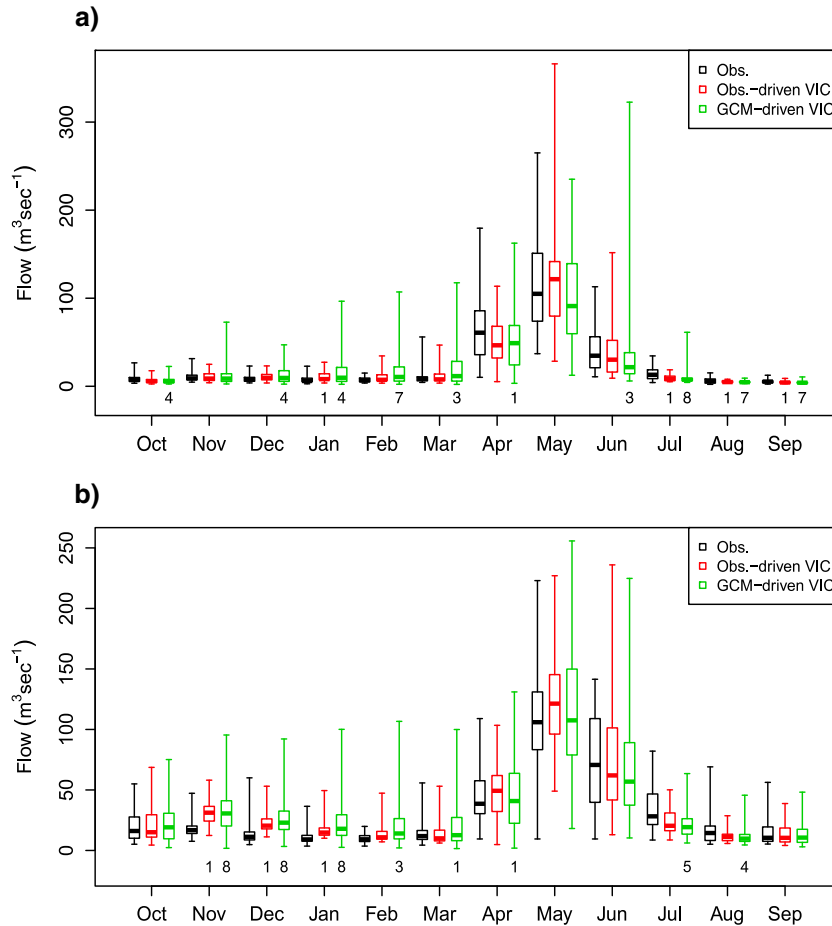 a)
Flow (m³sec⁻¹)
300
200
100
0
Obs.
Obs.-driven VIC
GCM-driven VIC
4 4 1 4 7 3 1 3 1 8 1 7 1 7
Oct Nov Dec Jan Feb Mar Apr May Jun Jul Aug Sep
b)
Flow (m³sec⁻¹)
250
200
150
100
50
0
Obs.
Obs.-driven VIC
GCM-driven VIC
1 8 1 8 1 8 3 1 1 5 4
Oct Nov Dec Jan Feb Mar Apr May Jun Jul Aug Sep